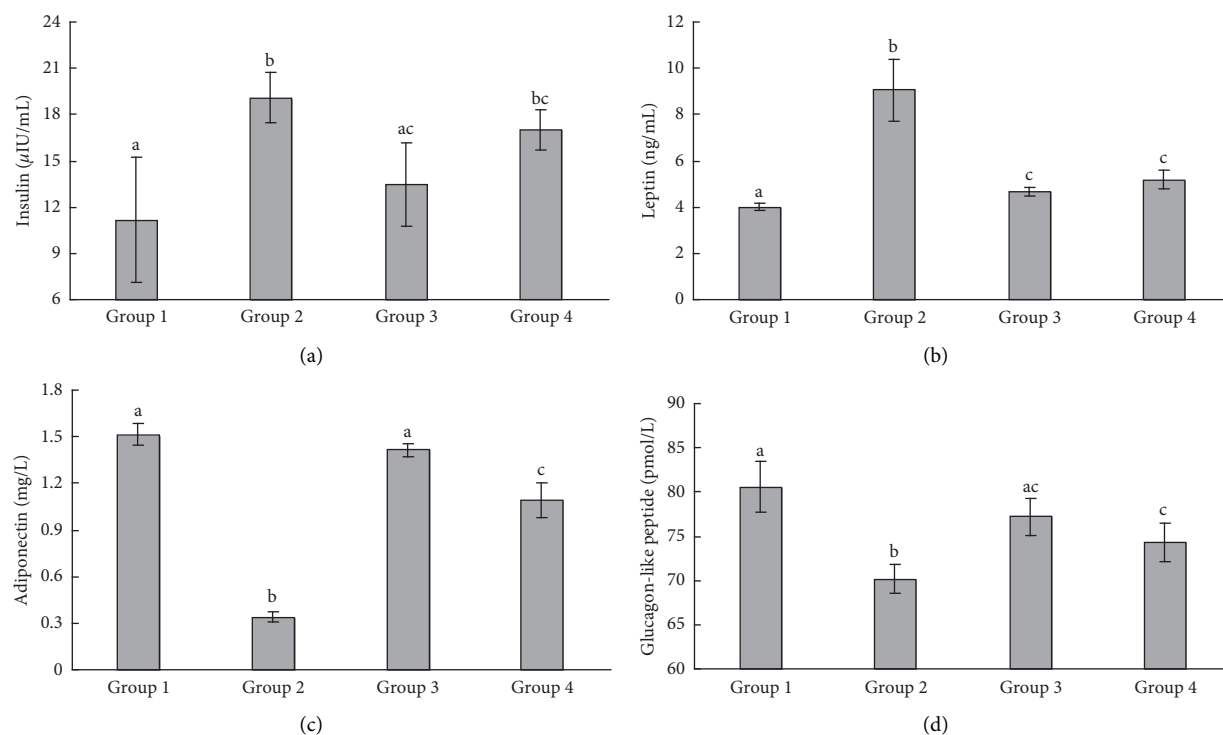 Insulin (μIU/mL)
24
21
18
15
12
9
6
a
b
ac
bc
Group 1 Group 2 Group 3 Group 4
(a)
Leptin (ng/mL)
12
10
8
6
4
2
0
a
b
c
c
Group 1 Group 2 Group 3 Group 4
(b)
Adiponectin (mg/L)
1.8
1.5
1.2
0.9
0.6
0.3
0
a
b
a
c
Group 1 Group 2 Group 3 Group 4
(c)
Glucagon-like peptide (pmol/L)
90
85
80
75
70
65
60
a
b
ac
c
Group 1 Group 2 Group 3 Group 4
(d)